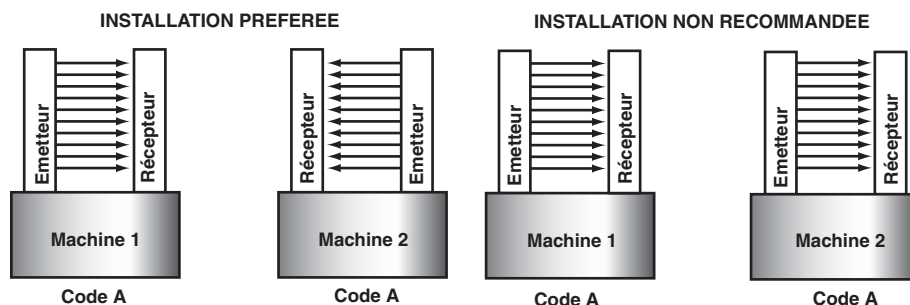 INSTALLATION PREFEREE
Emetteur
Récepteur
Machine 1
Code A
Récepteur
Emetteur
Machine 2
Code A
INSTALLATION NON RECOMMANDEE
Emetteur
Récepteur
Machine 1
Code A
Emetteur
Récepteur
Machine 2
Code A